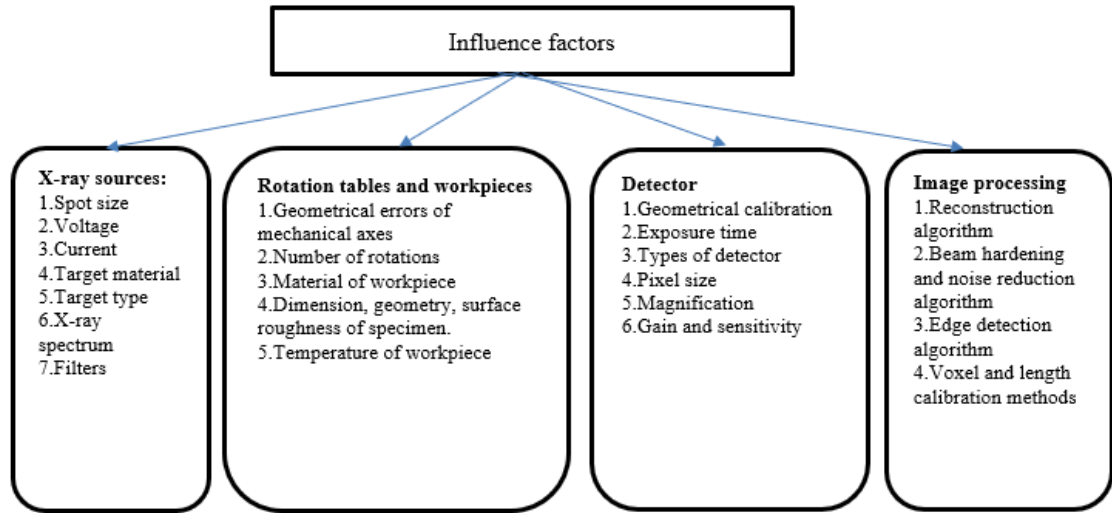 Influence factors
X-ray sources:
1.Spot size
2.Voltage
3.Current
4.Target material
5.Target type
6.X-ray
spectrum
7.Filters
Rotation tables and workpieces
1.Geometrical errors of
mechanical axes
2.Number of rotations
3.Material of workpiece
4.Dimension, geometry, surface
roughness of specimen.
5.Temperature of workpiece
Detector
1.Geometrical calibration
2.Exposure time
3.Types of detector
4.Pixel size
5.Magnification
6.Gain and sensitivity
Image processing
1.Reconstruction
algorithm
2.Beam hardening
and noise reduction
algorithm
3.Edge detection
algorithm
4.Voxel and length
calibration methods